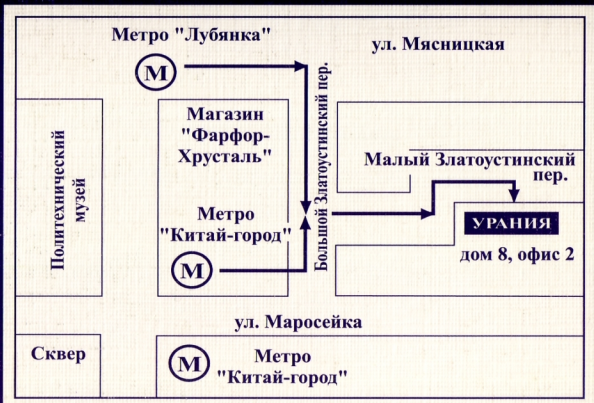 Метро "Лубянка"
ул. Мясницкая
М
Магазин
"Фарфор-
Хрусталь"
Политехнический
музей
Большой Златоустинский пер.
Малый Златоустинский
пер.
Метро
"Китай-город"
М
УРАНИЯ
дом 8, офис 2
ул. Маросейка
Сквер
М
Метро
"Китай-город"